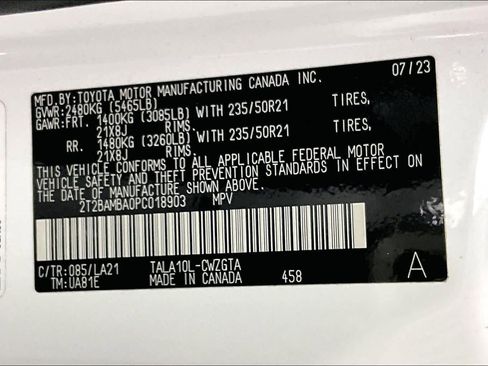 MFD.BY:TOYOTA MOTOR MANUFACTURING CANADA INC. 07/23
GVWR:2480KG (5465LB)
GAWR:FRT. 1400KG (3085LB) WITH 235/50R21 TIRES,
21X8J RIMS.
RR. 1480KG (3260LB) WITH 235/50R21 TIRES,
21X8J RIMS.
THIS VEHICLE CONFORMS TO ALL APPLICABLE FEDERAL MOTOR
VEHICLE SAFETY AND THEFT PREVENTION STANDARDS IN EFFECT ON
THE DATE OF MANUFACTURE SHOWN ABOVE.
2T2BAMBA0PC018903 MPV
C/TR:085/LA21 TALA10L-CWZGTA
TM:UA81E MADE IN CANADA 458 A